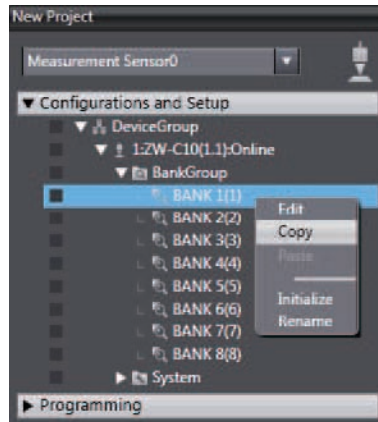 New Project
Measurement Sensor0
Configurations and Setup
DeviceGroup
1:ZW-C10(1.1):Online
BankGroup
BANK 1(1)
BANK 2(2)
BANK 3(3)
BANK 4(4)
BANK 5(5)
BANK 6(6)
BANK 7(7)
BANK 8(8)
System
Programming
Edit
Copy
Paste
Initialize
Rename